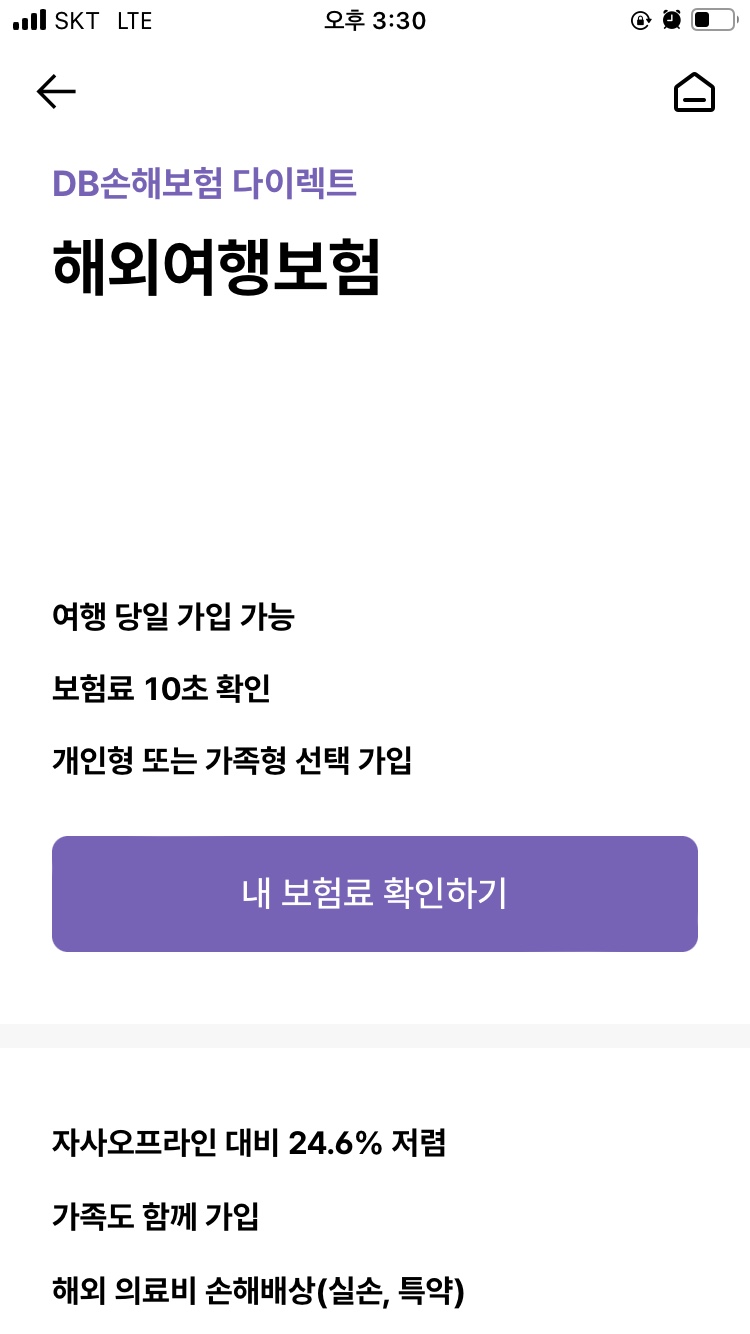 SKT LTE 오후 3:30
DB손해보험 다이렉트
해외여행보험
여행 당일 가입 가능
보험료 10초 확인
개인형 또는 가족형 선택 가입
내 보험료 확인하기
자사오프라인 대비 24.6% 저렴
가족도 함께 가입
해외 의료비 손해배상(실손, 특약)